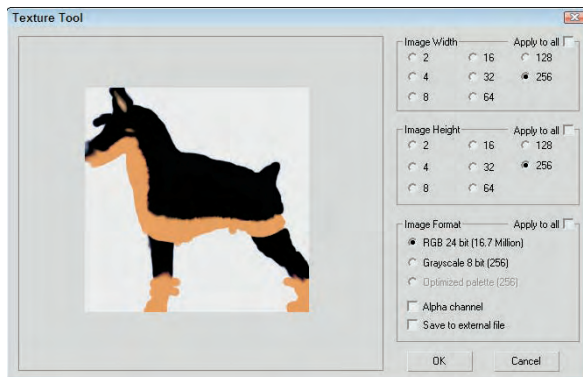 Texture Tool
Image Width Apply to all
2 16 128
4 32 256
8 64
Image Height Apply to all
2 16 128
4 32 256
8 64
Image Format Apply to all
RGB 24 bit (16.7 Million)
Grayscale 8 bit (256)
Optimized palette (256)
Alpha channel
Save to external file
OK Cancel